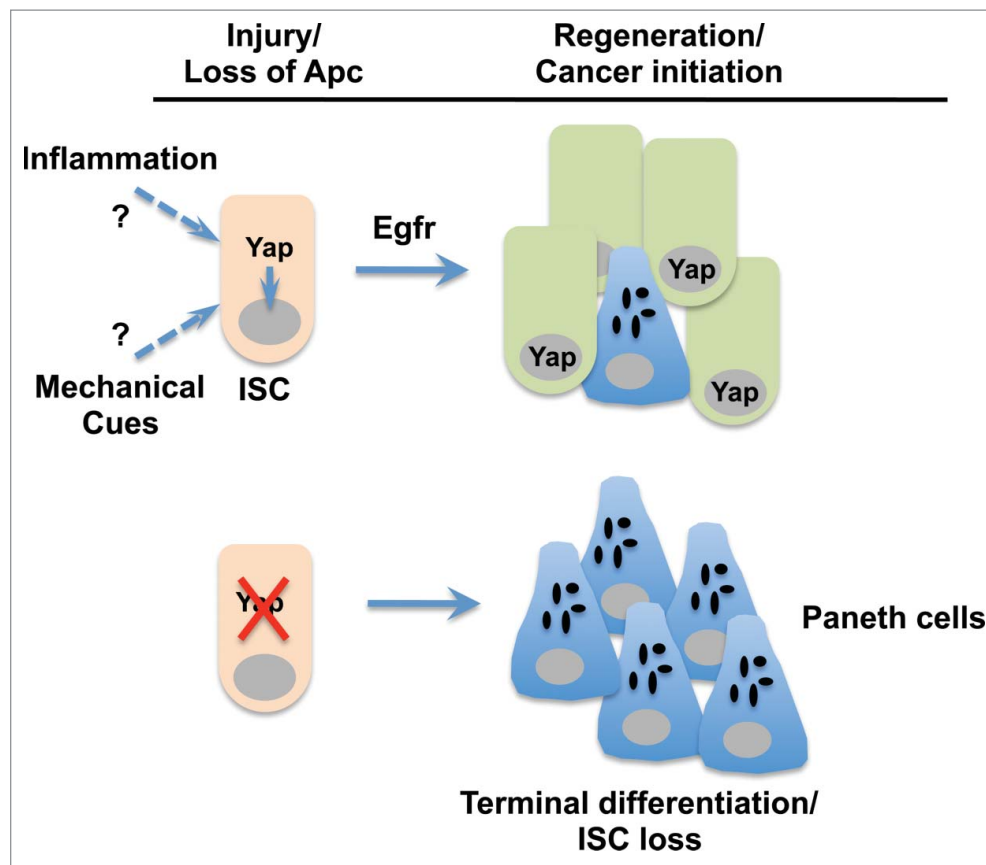 Injury/
Loss of Apc
Regeneration/
Cancer initiation
Inflammation
?
Yap
Egfr
?
Mechanical
Cues
ISC
Yap
Yap
Yap
Yap
Paneth cells
Terminal differentiation/
ISC loss